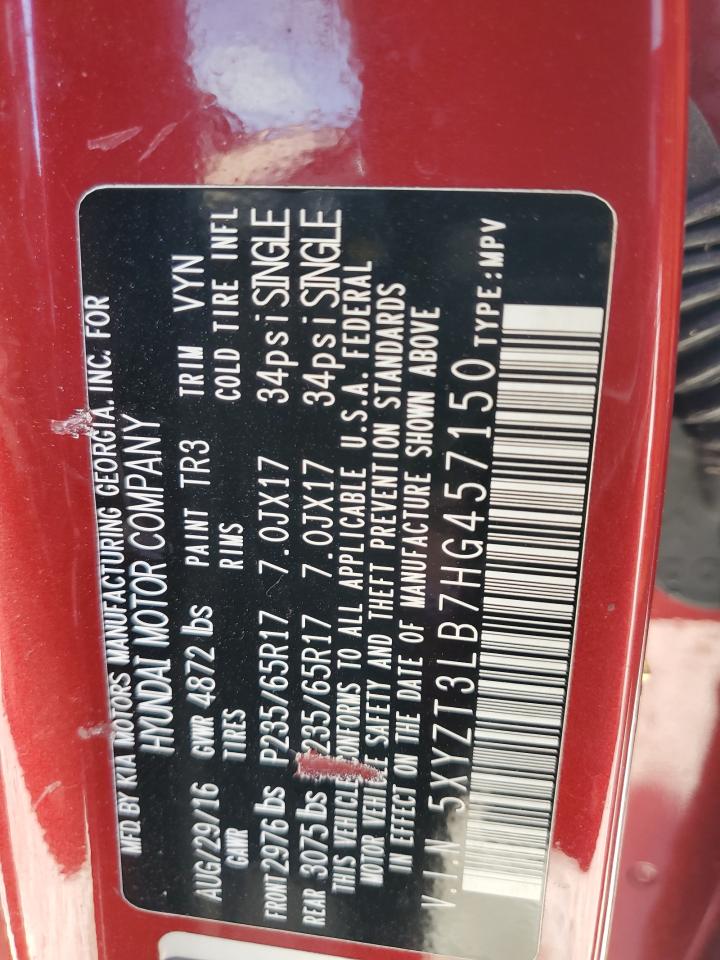 MFD BY KIA MOTORS MANUFACTURING GEORGIA, INC. FOR
HYUNDAI MOTOR COMPANY
AUG/29/16 GVWR 4872 lbs PAINT TR3 TRIM VYN
GAWR TIRES RIMS COLD TIRE INFL
FRONT 2976 lbs P235/65R17 7.0JX17 34psi SINGLE
REAR 3075 lbs 235/65R17 7.0JX17 34psi SINGLE
THIS VEHICLE CONFORMS TO ALL APPLICABLE U.S.A. FEDERAL
MOTOR VEHICLE SAFETY AND THEFT PREVENTION STANDARDS
IN EFFECT ON THE DATE OF MANUFACTURE SHOWN ABOVE
V.I.N 5XYZT3LB7HG457150 TYPE:MPV